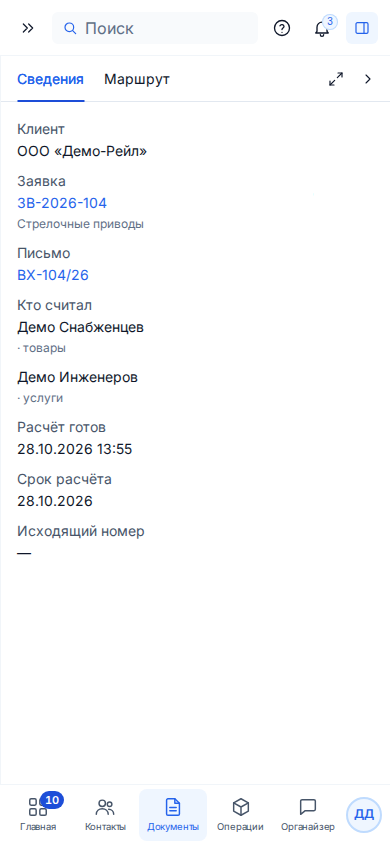 Поиск
3
Сведения Маршрут
Клиент
ООО «Демо-Рейл»
Заявка
ЗВ-2026-104
Стрелочные приводы
Письмо
ВХ-104/26
Кто считал
Демо Снабженцев
· товары
Демо Инженеров
· услуги
Расчёт готов
28.10.2026 13:55
Срок расчёта
28.10.2026
Исходящий номер
—
10
Главная Контакты Документы Операции Органайзер ДД